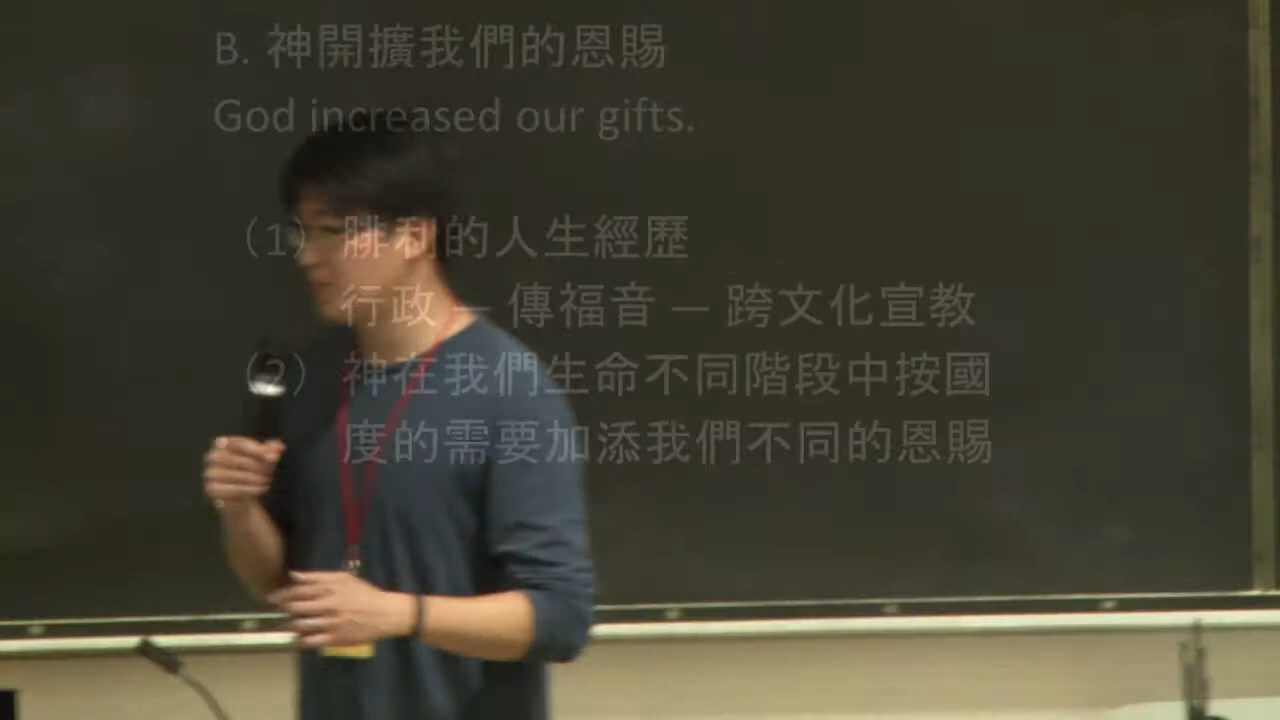 B. 神開擴我們的恩賜
God increased our gifts.
（1）腓利的人生經歷
行政 — 傳福音 — 跨文化宣教
（2）神在我們生命不同階段中按國
度的需要加添我們不同的恩賜